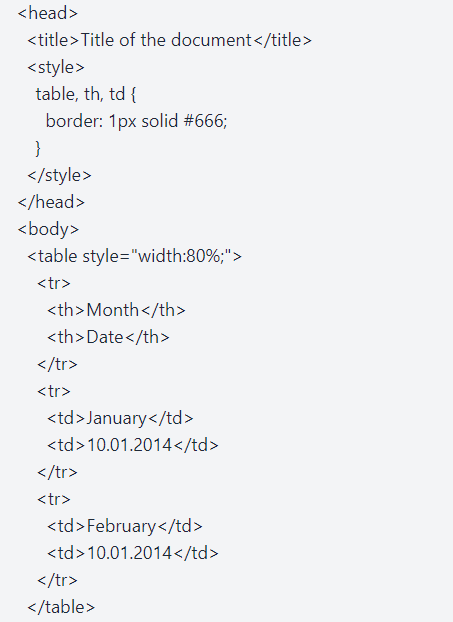 <head>
<title>Title of the document</title>
<style>
table, th, td {
border: 1px solid #666;
}
</style>
</head>
<body>
<table style="width:80%;">
<tr>
<th>Month</th>
<th>Date</th>
</tr>
<tr>
<td>January</td>
<td>10.01.2014</td>
</tr>
<tr>
<td>February</td>
<td>10.01.2014</td>
</tr>
</table>